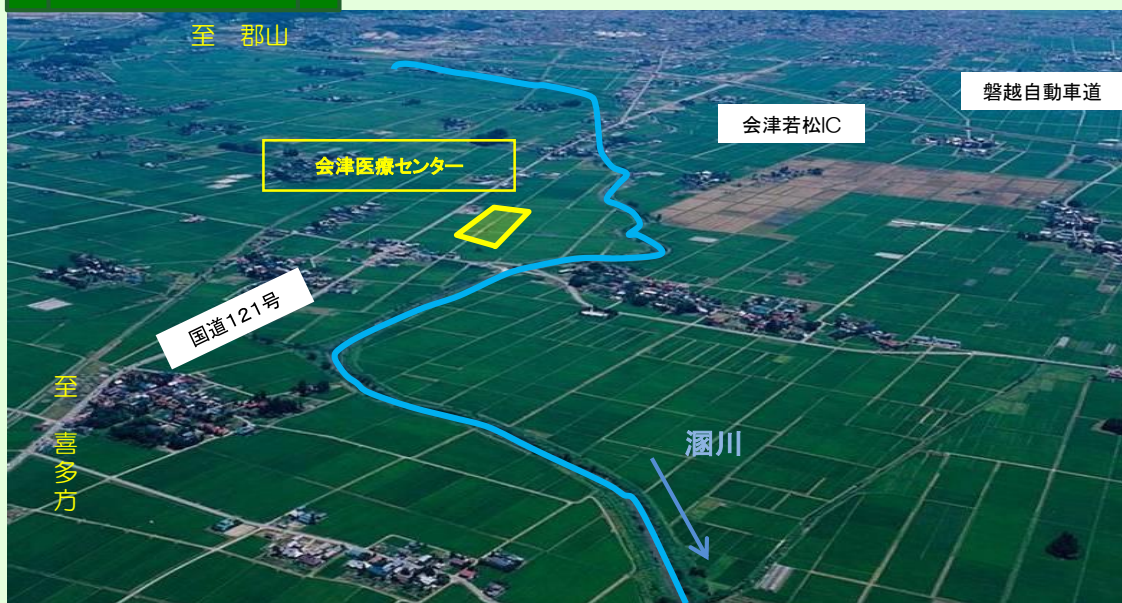 至　郡山
磐越自動車道
会津若松IC
会津医療センター
国道121号
至　喜多方
溷川